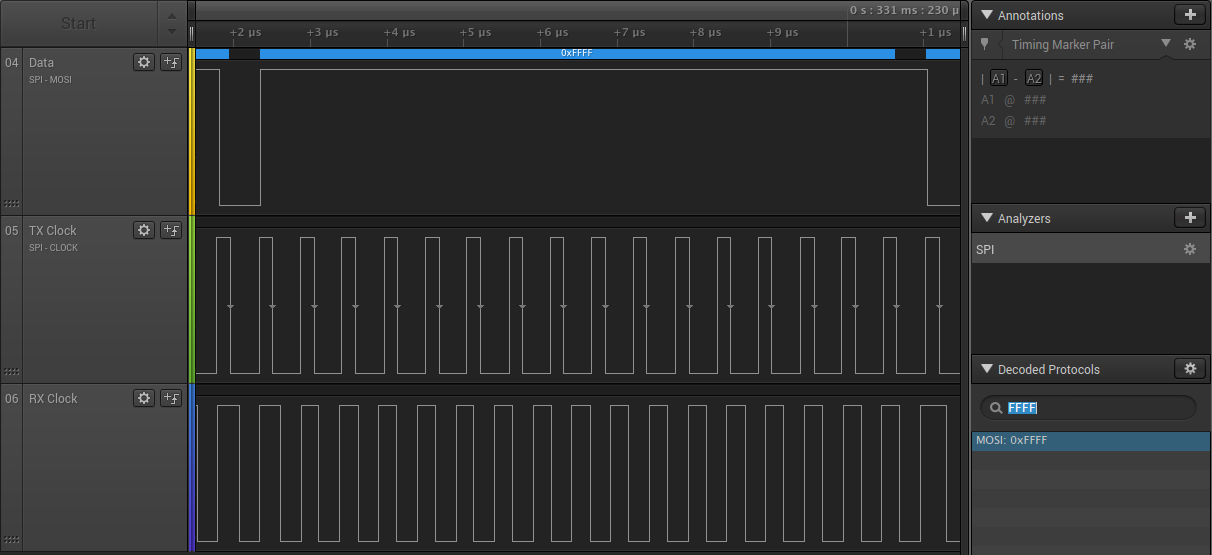 Start
0 s : 331 ms : 230 µ
+2 µs +3 µs +4 µs +5 µs +6 µs +7 µs +8 µs +9 µs +1 µs
04 Data
SPI - MOSI
0xFFFF
05 TX Clock
SPI - CLOCK
06 RX Clock
Annotations
Timing Marker Pair
| A1 - A2 | = ###
A1 @ ###
A2 @ ###
Analyzers
SPI
Decoded Protocols
FFFF
MOSI: 0xFFFF